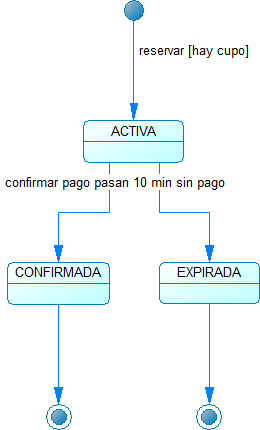 reservar [hay cupo]
ACTIVA
confirmar pago pasan 10 min sin pago
CONFIRMADA
EXPIRADA